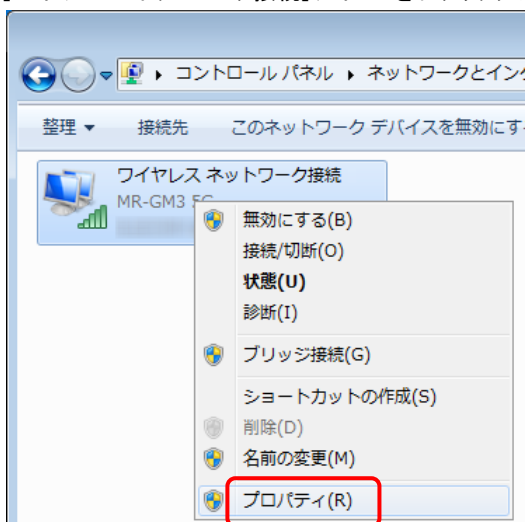 コントロール パネル ▸ ネットワークとイン
整理 ▼ 接続先 このネットワーク デバイスを無効にす
ワイヤレス ネットワーク接続
MR-GM3 5G
無効にする(B)
接続/切断(O)
状態(U)
診断(I)
ブリッジ接続(G)
ショートカットの作成(S)
削除(D)
名前の変更(M)
プロパティ(R)